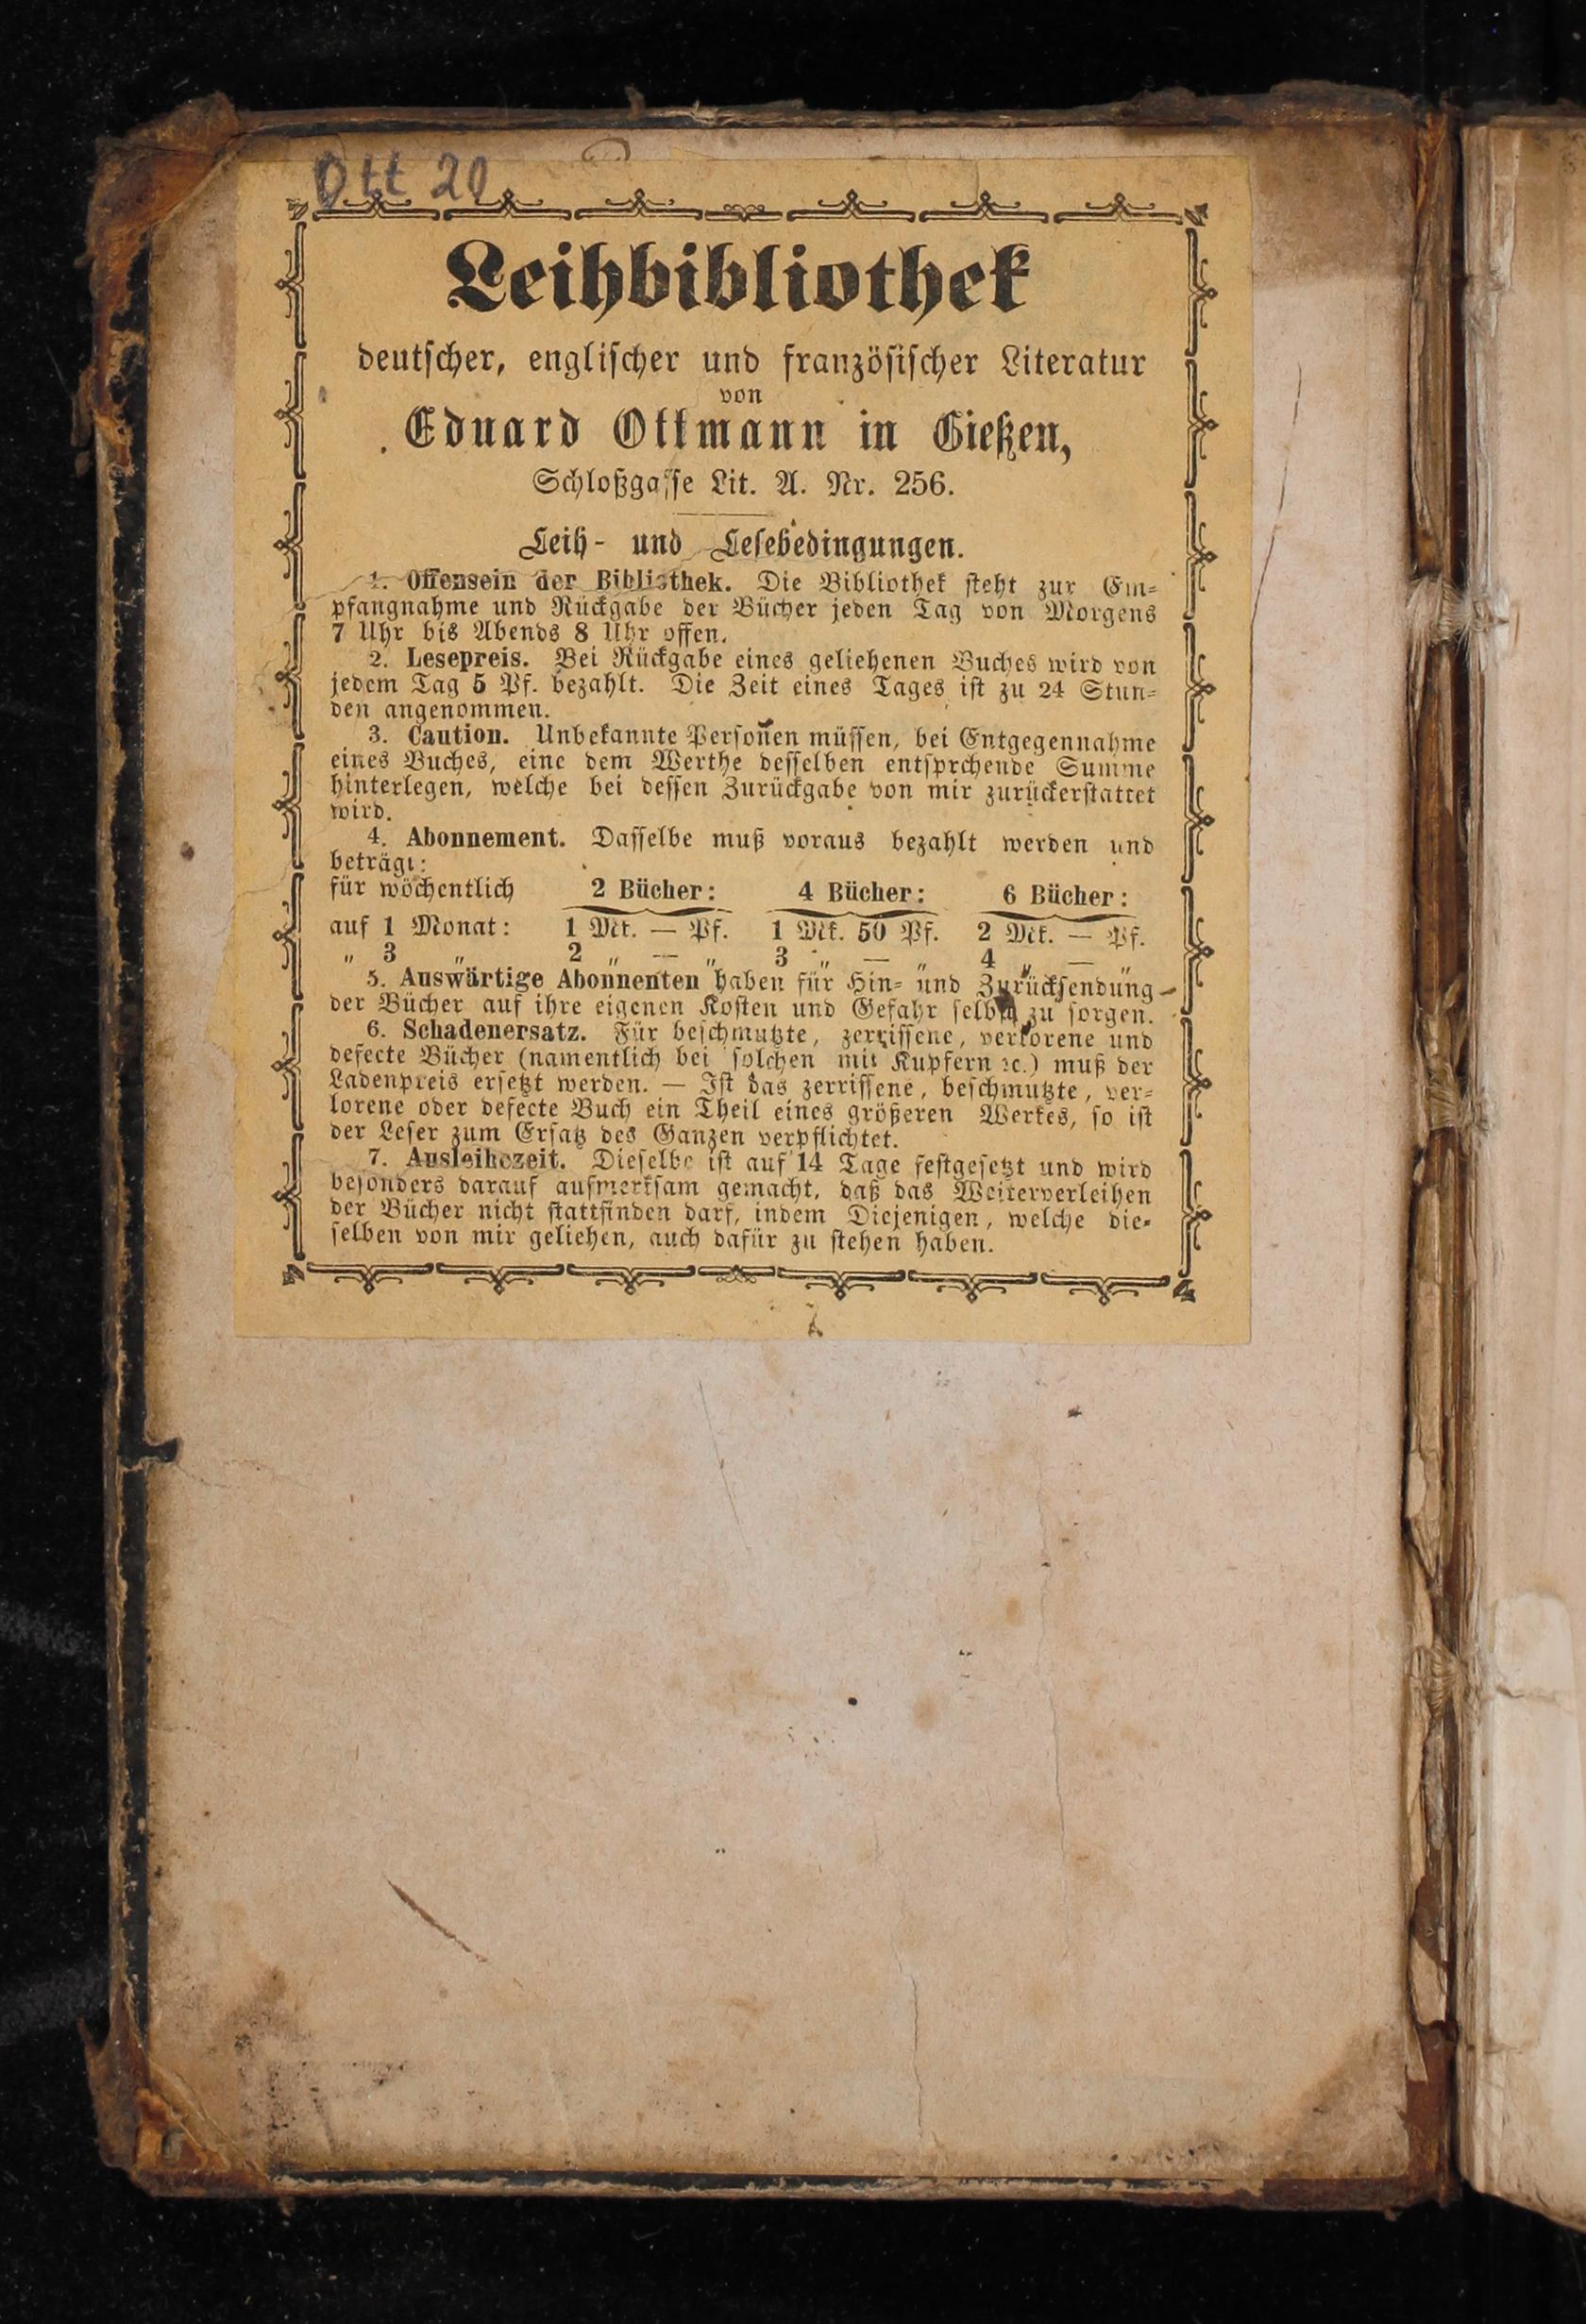 Ott 20
Leihbibliothek
deutscher, englischer und französischer Literatur
von
Eduard Ottmann in Gießen,
Schloßgasse Lit. A. Nr. 256.
Leih- und Lesebedingungen.
1. Offensein der Bibliothek. Die Bibliothek steht zur Em-
pfangnahme und Rückgabe der Bücher jeden Tag von Morgens
7 Uhr bis Abends 8 Uhr offen.
2. Lesepreis. Bei Rückgabe eines geliehenen Buches wird von
jedem Tag 5 Pf. bezahlt. Die Zeit eines Tages ist zu 24 Stun-
den angenommen.
3. Caution. Unbekannte Personen müssen, bei Entgegennahme
eines Buches, eine dem Werthe desselben entsprchende Summe
hinterlegen, welche bei dessen Zurückgabe von mir zurückerstattet
wird.
4. Abonnement. Dasselbe muß voraus bezahlt werden und
beträgt:
für wöchentlich 2 Bücher: 4 Bücher: 6 Bücher:
auf 1 Monat: 1 Mk. — Pf. 1 Mk. 50 Pf. 2 Mk. — Pf.
„ 3 „ 2 „ — „ 3 „ — „ 4 „ — „
5. Auswärtige Abonnenten haben für Hin- und Zurücksendung
der Bücher auf ihre eigenen Kosten und Gefahr selbst zu sorgen.
6. Schadenersatz. Für beschmutzte, zerrissene, verlorene und
defecte Bücher (namentlich bei solchen mit Kupfern ꝛc.) muß der
Ladenpreis ersetzt werden. — Ist das zerrissene, beschmutzte, ver-
lorene oder defecte Buch ein Theil eines größeren Werkes, so ist
der Leser zum Ersatz des Ganzen verpflichtet.
7. Ausleihezeit. Dieselbe ist auf 14 Tage festgesetzt und wird
besonders darauf aufmerksam gemacht, daß das Weiterverleihen
der Bücher nicht stattfinden darf, indem Diejenigen, welche die-
selben von mir geliehen, auch dafür zu stehen haben.